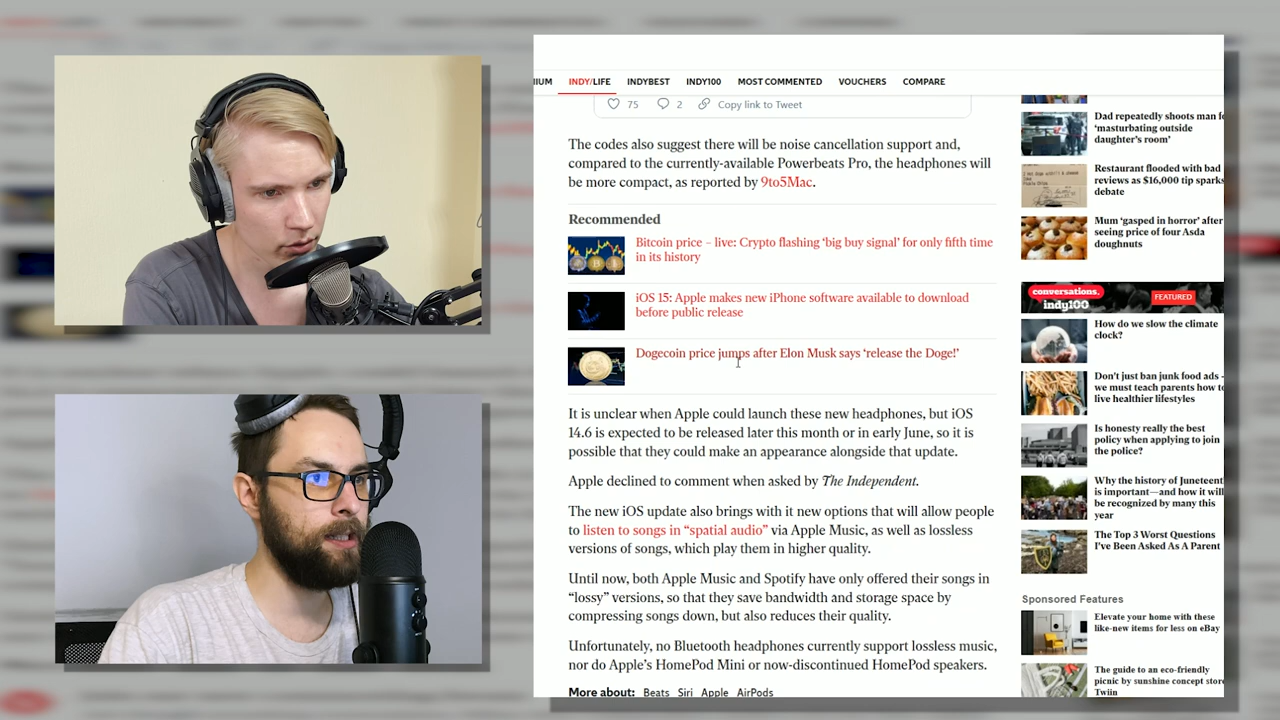 IUM INDY/LIFE INDYBEST INDY100 MOST COMMENTED VOUCHERS COMPARE
75 2 Copy link to Tweet
The codes also suggest there will be noise cancellation support and,
compared to the currently-available Powerbeats Pro, the headphones will
be more compact, as reported by 9to5Mac.
Recommended
Bitcoin price – live: Crypto flashing ‘big buy signal’ for only fifth time
in its history
iOS 15: Apple makes new iPhone software available to download
before public release
Dogecoin price jumps after Elon Musk says ‘release the Doge!’
It is unclear when Apple could launch these new headphones, but iOS
14.6 is expected to be released later this month or in early June, so it is
possible that they could make an appearance alongside that update.
Apple declined to comment when asked by The Independent.
The new iOS update also brings with it new options that will allow people
to listen to songs in “spatial audio” via Apple Music, as well as lossless
versions of songs, which play them in higher quality.
Until now, both Apple Music and Spotify have only offered their songs in
“lossy” versions, so that they save bandwidth and storage space by
compressing songs down, but also reduces their quality.
Unfortunately, no Bluetooth headphones currently support lossless music,
nor do Apple’s HomePod Mini or now-discontinued HomePod speakers.
More about: Beats Siri Apple AirPods
Dad repeatedly shoots man f
‘masturbating outside
daughter’s room’
Restaurant flooded with bad
reviews as $16,000 tip sparks
debate
Mum ‘gasped in horror’ after
seeing price of four Asda
doughnuts
conversations.
indy100
FEATURED
How do we slow the climate
clock?
Don’t just ban junk food ads -
we must teach parents how t
live healthier lifestyles
Is honesty really the best
policy when applying to join
the police?
Why the history of Juneteent
is important—and how it will
be recognized by many this
year
The Top 3 Worst Questions
I’ve Been Asked As A Parent
Sponsored Features
Elevate your home with these
like-new items for less on eBay
The guide to an eco-friendly
picnic by sunshine concept store
Twiin